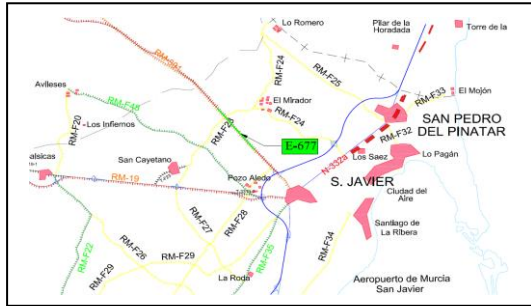 Lo Romero
Pilar de la
Horadada
Torre de la
RM-F24
RM-F25
Avileses
RM-F48
El Mirador
RM-F33
El Mojón
RM-F20
Los Infiernos
RM-F23
RM-F24
SAN PEDRO
DEL PINATAR
RM-F32
E-677
San Cayetano
Los Saez
Lo Pagán
N-332a
RM-19
Pozo Aledo
S. JAVIER
Ciudad del
Aire
RM-F22
RM-F27
RM-F28
Santiago de
La Ribera
RM-F26
RM-F29
RM-F35
RM-F34
RM-F29
La Roda
Aeropuerto de Murcia
San Javier